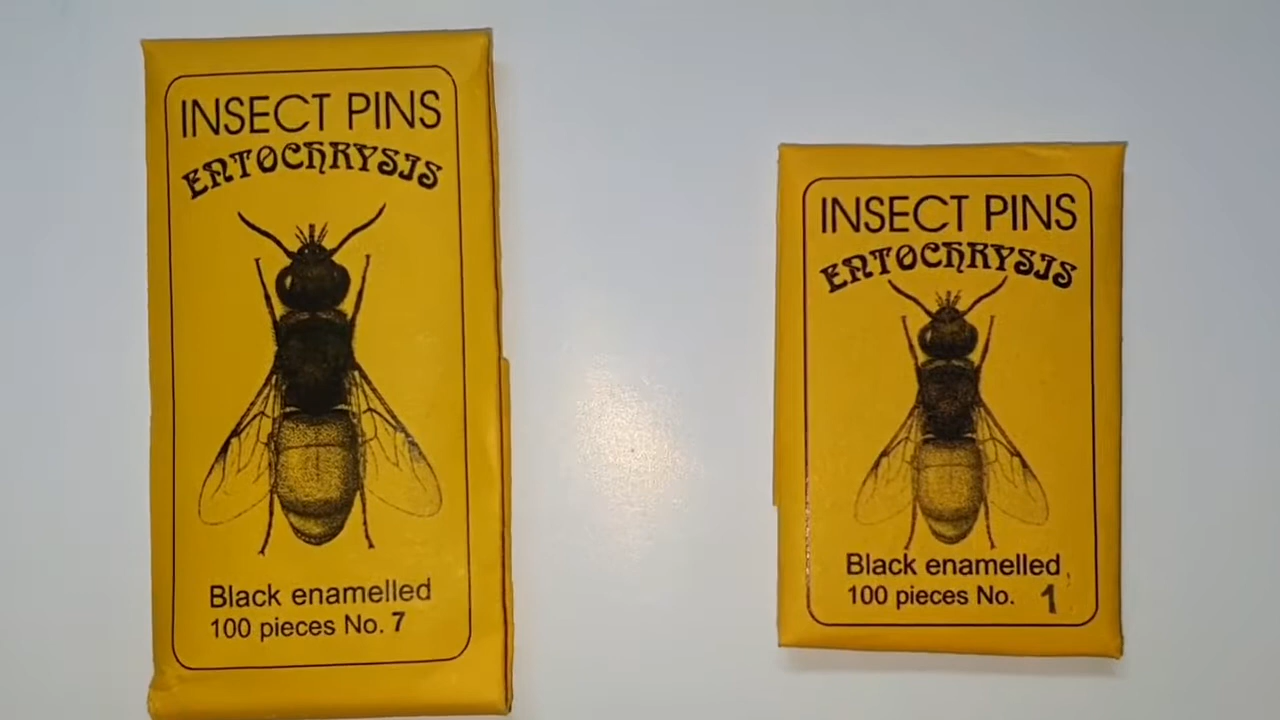 INSECT PINS
ENTOCHRYSIS
Black enamelled
100 pieces No. 7
INSECT PINS
ENTOCHRYSIS
Black enamelled
100 pieces No. 1